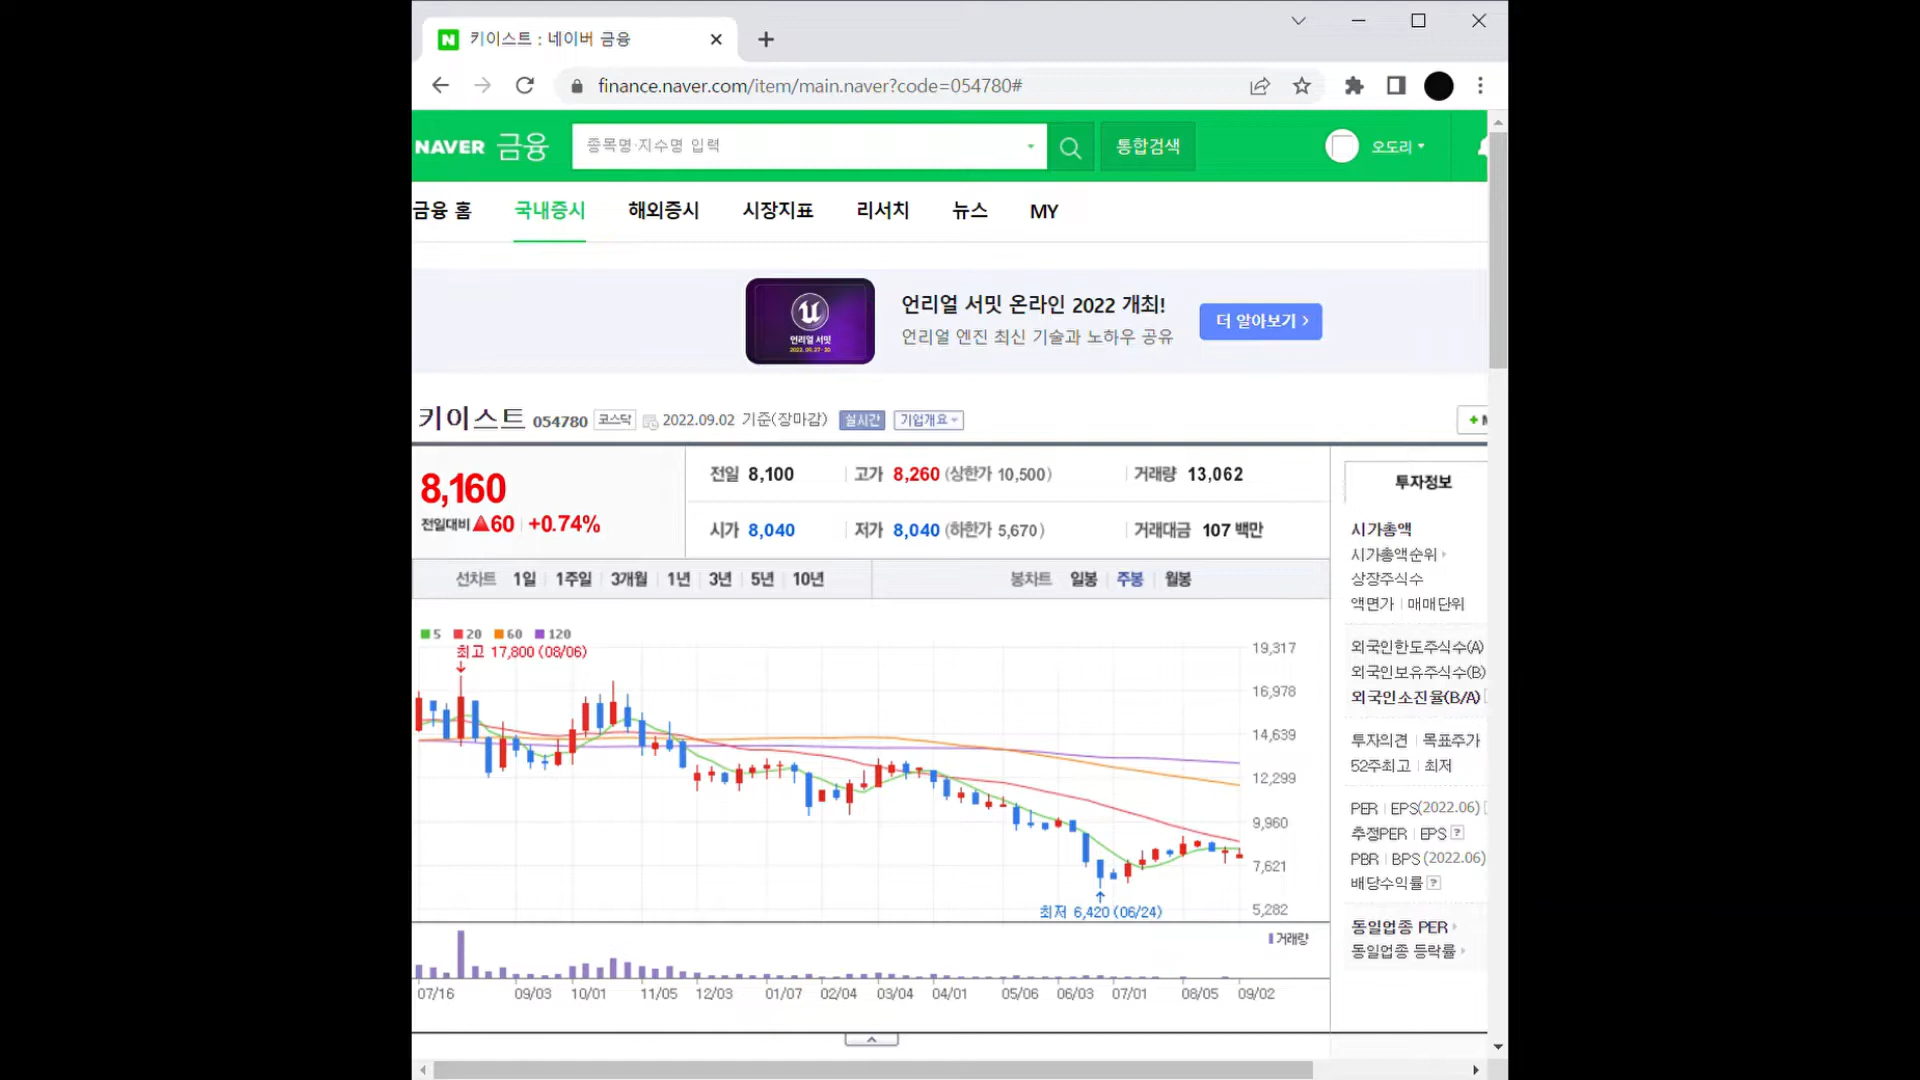 키이스트 : 네이버 금융
finance.naver.com/item/main.naver?code=054780#
NAVER 금융
종목명·지수명 입력
통합검색
오도리
금융 홈 국내증시 해외증시 시장지표 리서치 뉴스 MY
언리얼 서밋
2022. 09. 27 - 30
언리얼 서밋 온라인 2022 개최!
언리얼 엔진 최신 기술과 노하우 공유
더 알아보기 >
키이스트 054780 코스닥 2022.09.02 기준(장마감) 실시간 기업개요
8,160
전일대비 ▲60 +0.74%
전일 8,100 고가 8,260 (상한가 10,500) 거래량 13,062
시가 8,040 저가 8,040 (하한가 5,670) 거래대금 107 백만
선차트 1일 1주일 3개월 1년 3년 5년 10년 봉차트 일봉 주봉 월봉
5 20 60 120
최고 17,800 (08/06)
19,317
16,978
14,639
12,299
9,960
7,621
5,282
최저 6,420 (06/24)
거래량
07/16 09/03 10/01 11/05 12/03 01/07 02/04 03/04 04/01 05/06 06/03 07/01 08/05 09/02
투자정보
시가총액
시가총액순위
상장주식수
액면가 매매단위
외국인한도주식수(A)
외국인보유주식수(B)
외국인소진율(B/A)
투자의견 목표주가
52주최고 최저
PER EPS(2022.06)
추정PER EPS ?
PBR BPS (2022.06)
배당수익률 ?
동일업종 PER
동일업종 등락률